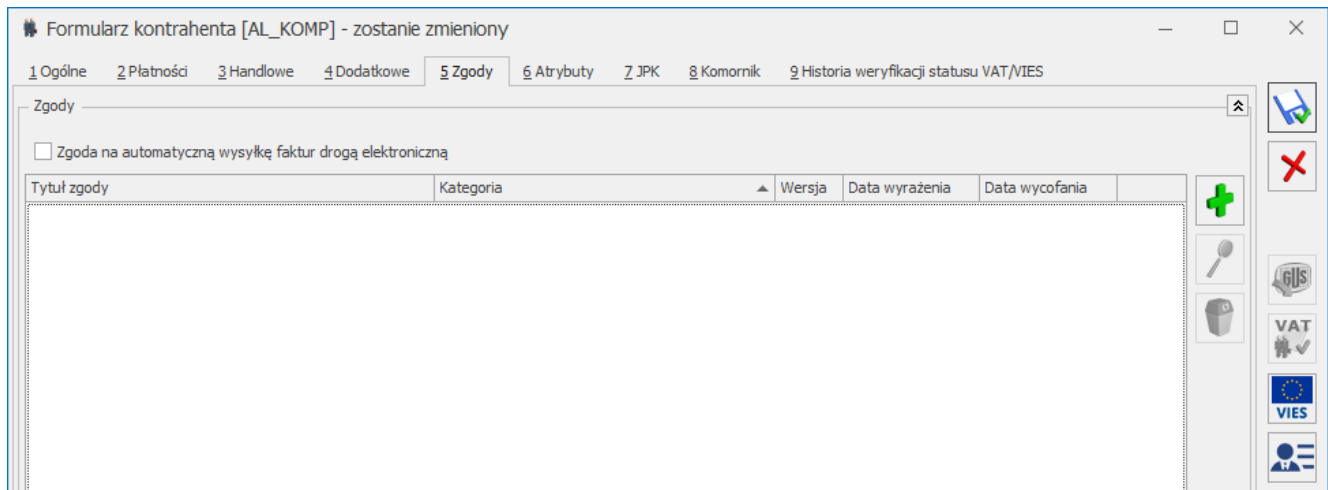 Formularz kontrahenta [AL_KOMP] - zostanie zmieniony
1 Ogólne 2 Płatności 3 Handlowe 4 Dodatkowe 5 Zgody 6 Atrybuty 7 JPK 8 Komornik 9 Historia weryfikacji statusu VAT/VIES
Zgody
Zgoda na automatyczną wysyłkę faktur drogą elektroniczną
Tytuł zgody Kategoria Wersja Data wyrażenia Data wycofania
GUS
VAT
VIES